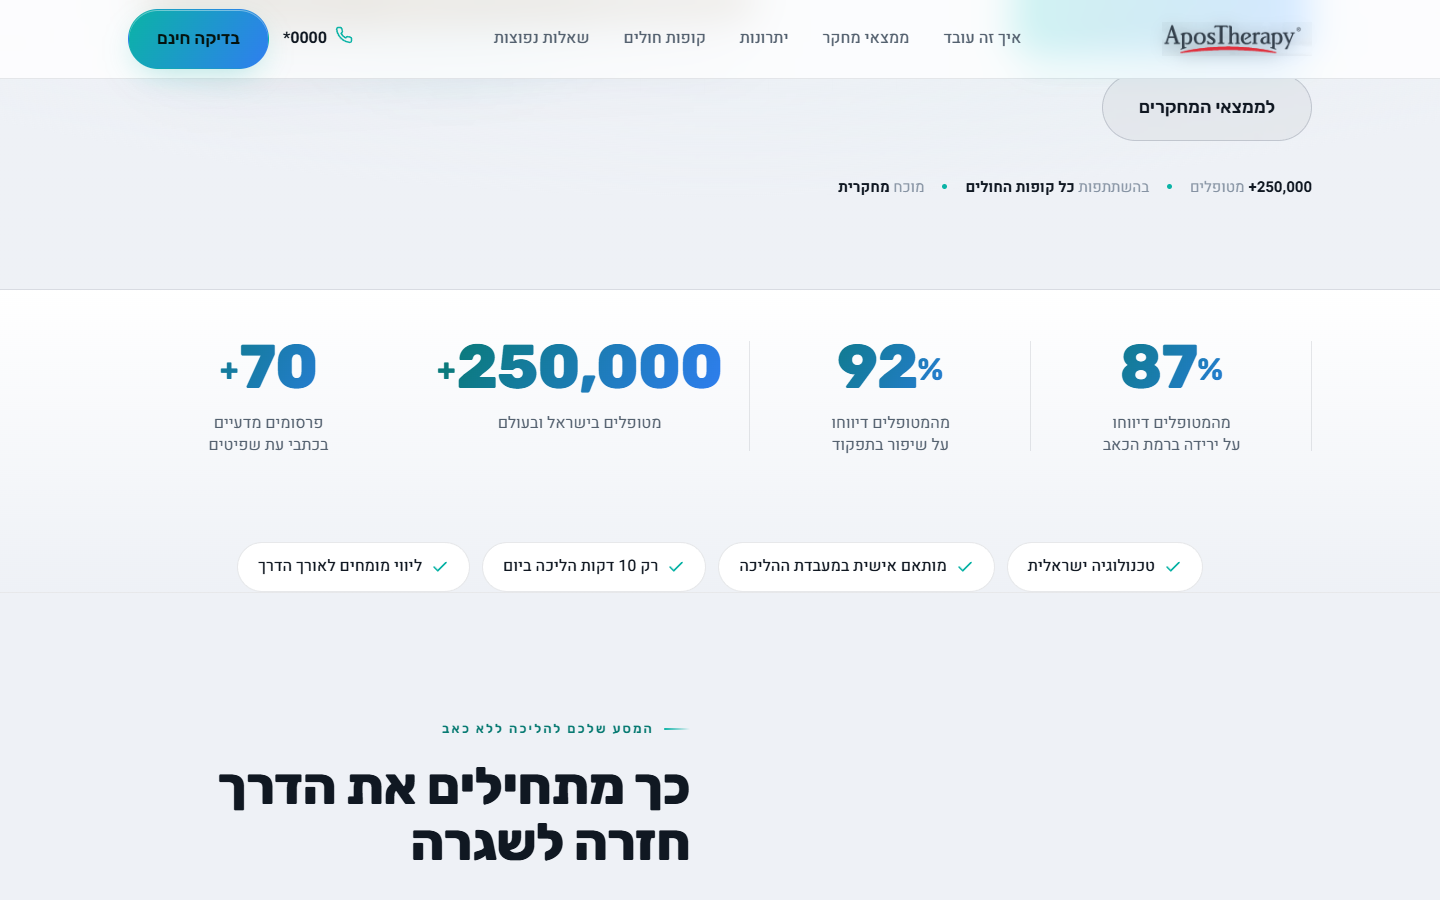 AposTherapy®
איך זה עובד
ממצאי מחקר
יתרונות
קופות חולים
שאלות נפוצות
*0000
בדיקה חינם
לממצאי המחקרים
250,000+ מטופלים • בהשתתפות כל קופות החולים • מוכח מחקרית
87%
מהמטופלים דיווחו
על ירידה ברמת הכאב
92%
מהמטופלים דיווחו
על שיפור בתפקוד
250,000+
מטופלים בישראל ובעולם
70+
פרסומים מדעיים
בכתבי עת שפיטים
טכנולוגיה ישראלית
מותאם אישית במעבדת ההליכה
רק 10 דקות הליכה ביום
ליווי מומחים לאורך הדרך
המסע שלכם להליכה ללא כאב
כך מתחילים את הדרך
חזרה לשגרה